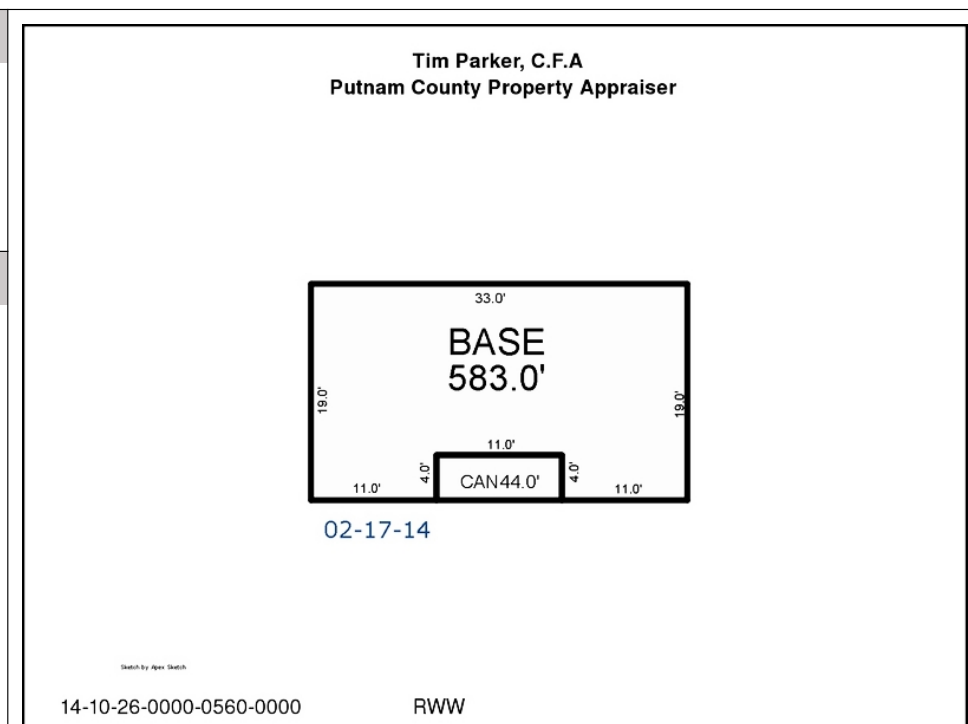 Tim Parker, C.F.A
Putnam County Property Appraiser
33.0'
BASE
583.0'
19.0'
19.0'
11.0'
4.0'
CAN44.0'
4.0'
11.0'
11.0'
02-17-14
Sketch by Apex Sketch
14-10-26-0000-0560-0000 RWW